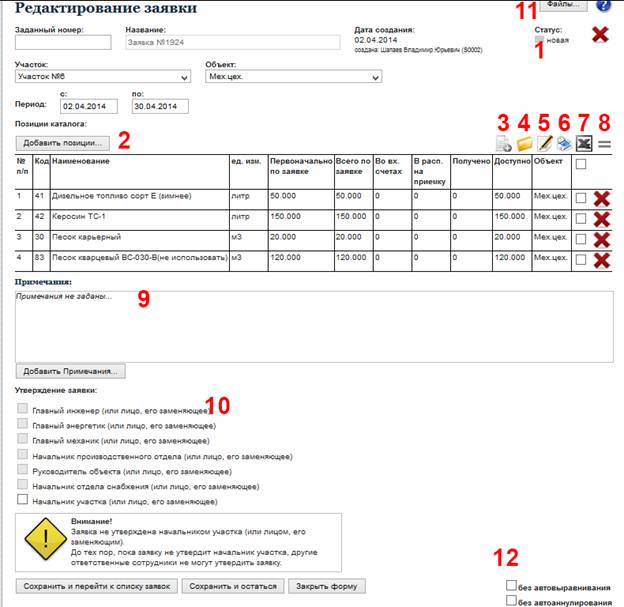 Редактирование заявки
11
Файлы...
?
Заданный номер: Название: Дата создания: Статус:
Заявка №1924 02.04.2014 новая
создана: Шапаев Владимир Юрьевич (S0002) 1
Участок: Объект:
Участок №6 Мех.цех.
с: по:
Период: 02.04.2014 30.04.2014
Позиции каталога:
Добавить позиции... 2 3 4 5 6 7 8
№ п/п Код Наименование ед. изм. Первоначально по заявке Всего по заявке Во вх. счетах В расп. на приемку Получено Доступно Объект
1 41 Дизельное топливо сорт Е (зимнее) литр 50.000 50.000 0 0 0 50.000 Мех.цех.
2 42 Керосин ТС-1 литр 150.000 150.000 0 0 0 150.000 Мех.цех.
3 30 Песок карьерный м3 20.000 20.000 0 0 0 20.000 Мех.цех.
4 83 Песок кварцевый ВС-030-В(не использовать) м3 120.000 120.000 0 0 0 120.000 Мех.цех.
Примечания:
Примечания не заданы... 9
Добавить Примечания...
Утверждение заявки:
Главный инженер (или лицо, его заменяющее) 10
Главный энергетик (или лицо, его заменяющее)
Главный механик (или лицо, его заменяющее)
Начальник производственного отдела (или лицо, его заменяющее)
Руководитель объекта (или лицо, его заменяющее)
Начальник отдела снабжения (или лицо, его заменяющее)
Начальник участка (или лицо, его заменяющее)
Внимание!
Заявка не утверждена начальником участка (или лицом, его
заменяющим).
До тех пор, пока заявку не утвердит начальник участка, другие
ответственные сотрудники не могут утвердить заявку.
12
Сохранить и перейти к списку заявок Сохранить и остаться Закрыть форму
без автовыравнивания
без автоаннулирования